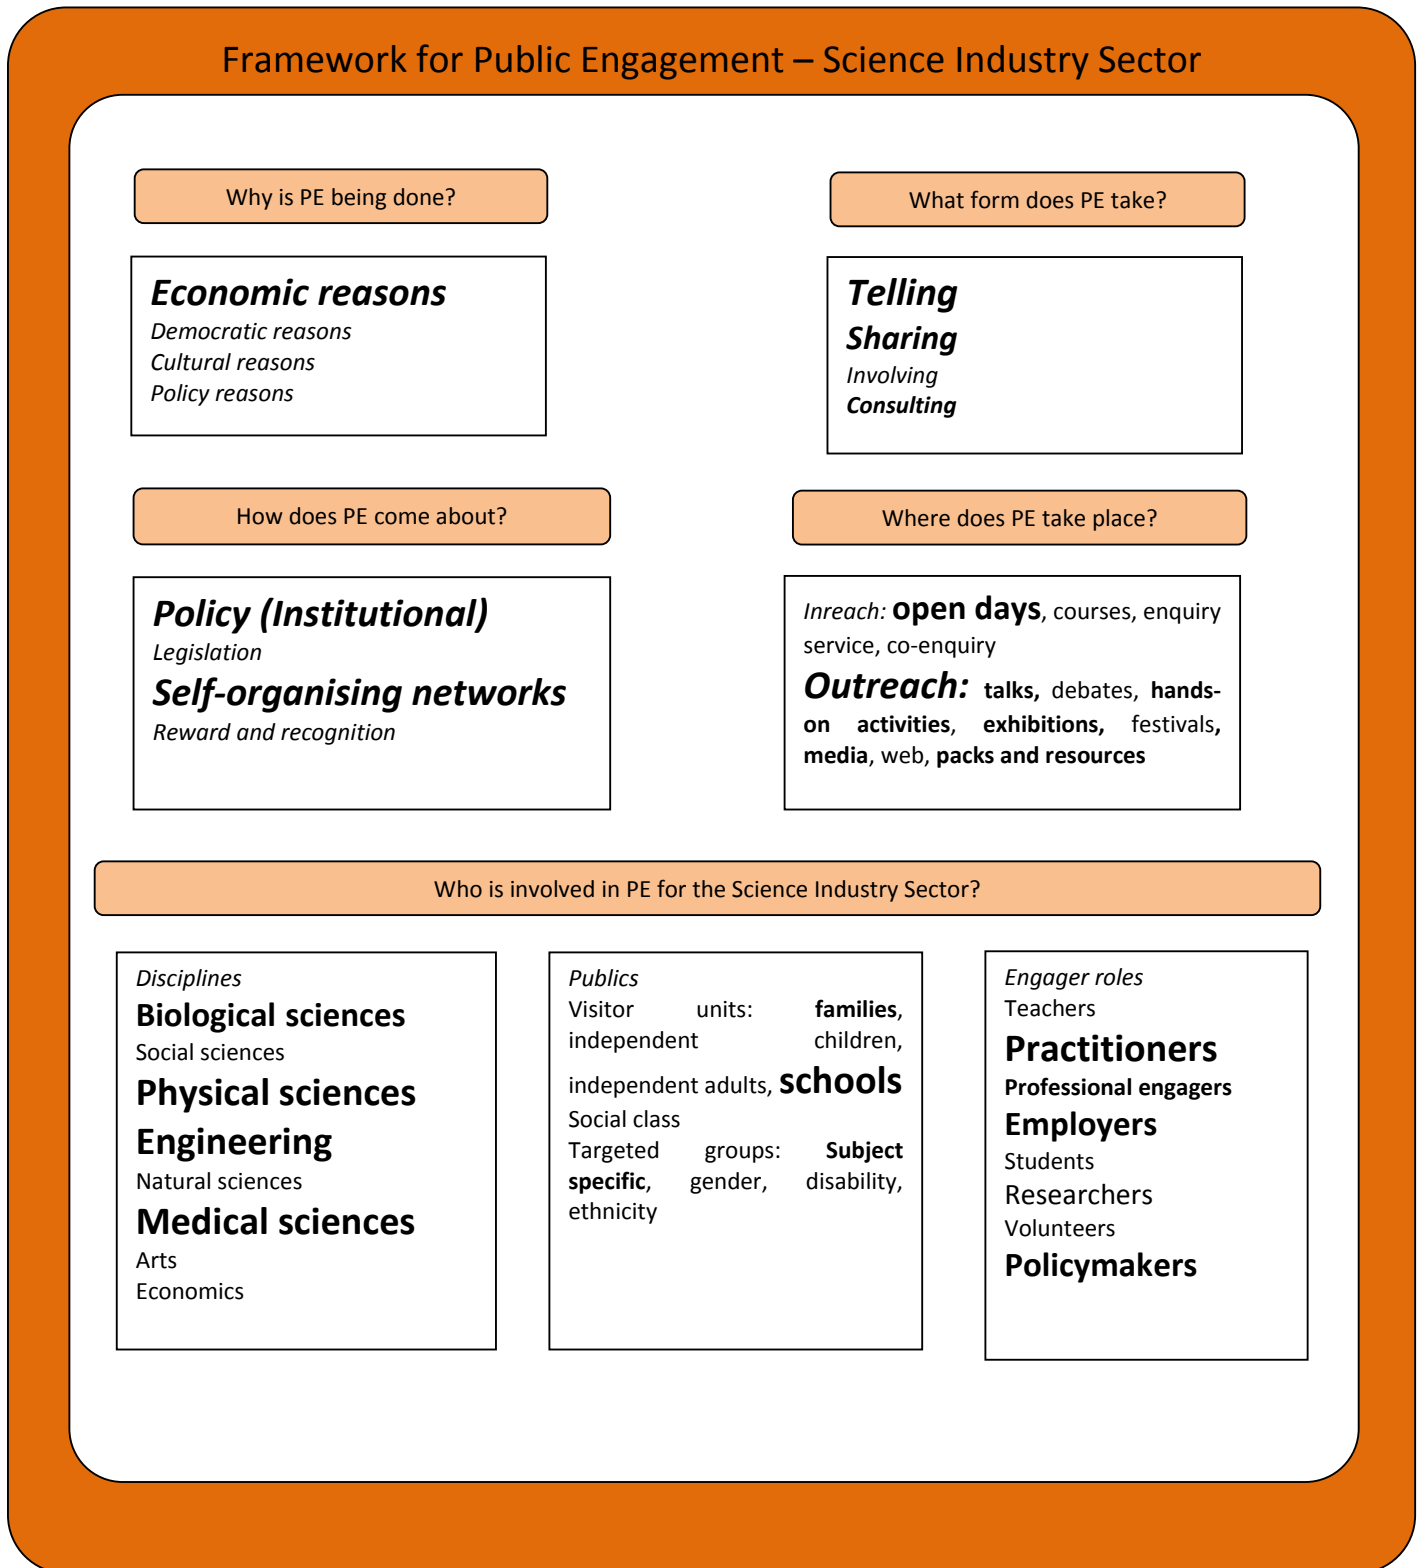 Framework for Public Engagement – Science Industry Sector
Why is PE being done?
Economic reasons
Democratic reasons
Cultural reasons
Policy reasons
What form does PE take?
Telling
Sharing
Involving
Consulting
How does PE come about?
Policy (Institutional)
Legislation
Self-organising networks
Reward and recognition
Where does PE take place?
Inreach: open days, courses, enquiry
service, co-enquiry
Outreach: talks, debates, hands-
on activities, exhibitions, festivals,
media, web, packs and resources
Who is involved in PE for the Science Industry Sector?
Disciplines
Biological sciences
Social sciences
Physical sciences
Engineering
Natural sciences
Medical sciences
Arts
Economics
Publics
Visitor units: families,
independent children,
independent adults, schools
Social class
Targeted groups: Subject
specific, gender, disability,
ethnicity
Engager roles
Teachers
Practitioners
Professional engagers
Employers
Students
Researchers
Volunteers
Policymakers